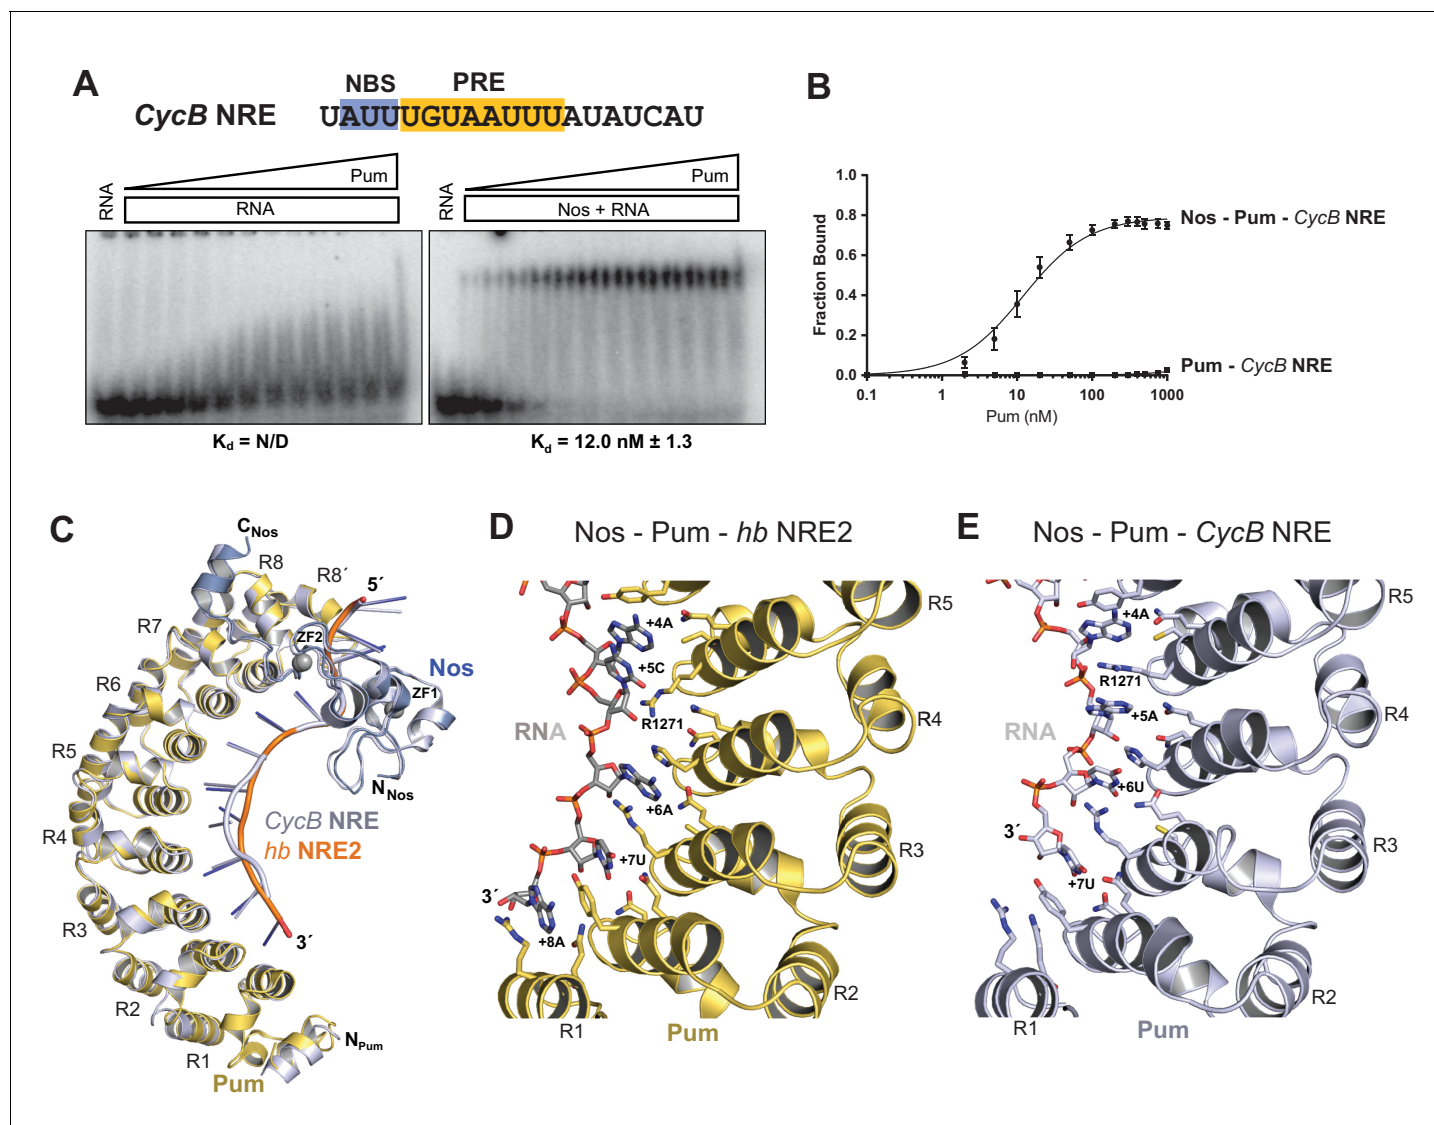 A
NBS PRE
CycB NRE UAUUUGUAAUUUAUAUCAU
RNA
Pum
RNA
RNA
Pum
Nos + RNA
Kd = N/D
Kd = 12.0 nM ± 1.3
B
Fraction Bound
1.0
0.8
0.6
0.4
0.2
0.0
0.1 1 10 100 1000
Pum (nM)
Nos - Pum - CycB NRE
Pum - CycB NRE
C
CNos
R8
R8´
5´
R7
ZF2
Nos
R6
ZF1
R5
NNos
R4
CycB NRE
hb NRE2
R3
3´
R2
NPum
R1
Pum
D
Nos - Pum - hb NRE2
R5
+4A
+5C
R1271
R4
RNA
+6A
R3
+7U
3´
+8A
R2
R1
Pum
E
Nos - Pum - CycB NRE
R5
+4A
R1271
+5A
R4
RNA
+6U
3´
R3
+7U
R2
R1
Pum